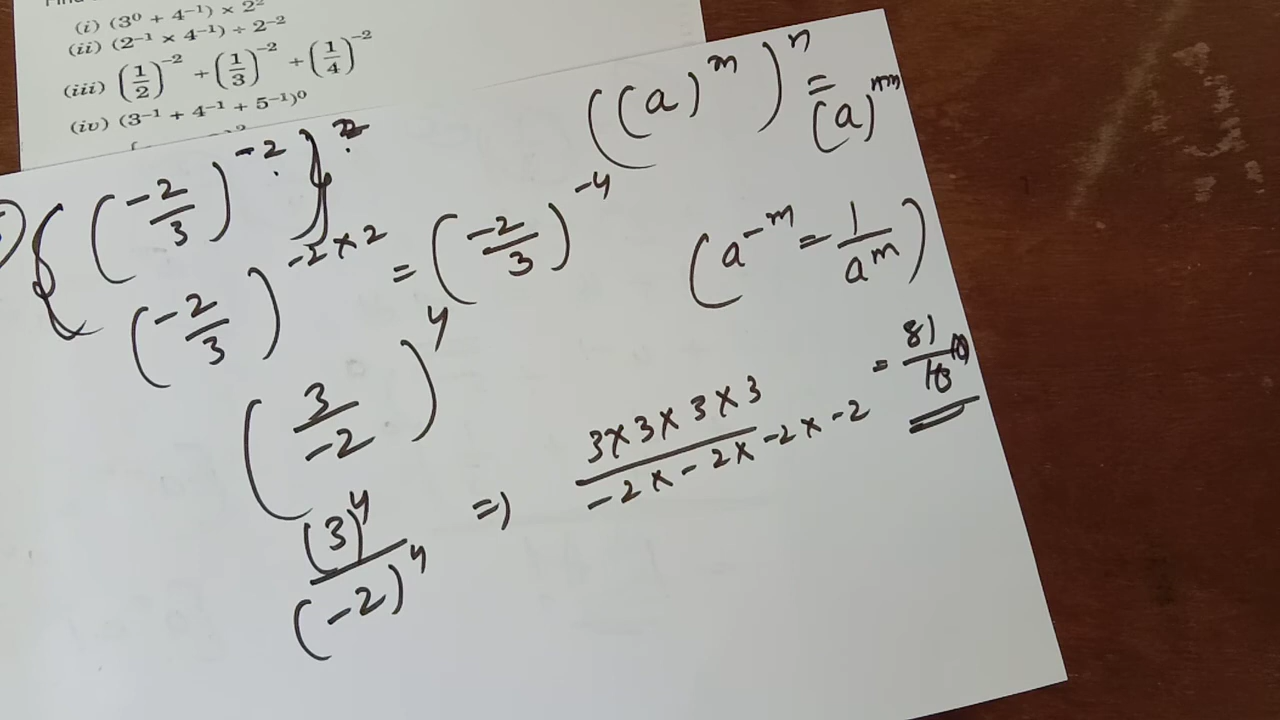 (i) (3⁰ + 4⁻¹) × 2²
(ii) (2⁻¹ × 4⁻¹) ÷ 2⁻²
(iii) (1/2)⁻² + (1/3)⁻² + (1/4)⁻²
(iv) (3⁻¹ + 4⁻¹ + 5⁻¹)⁰
{(-2/3)⁻²}²
((a)ᵐ)ⁿ = (a)ⁿᵐ
(-2/3)⁻²ˣ² = (-2/3)⁻⁴
(a⁻ᵐ = 1/aᵐ)
(3/-2)⁴
(3)⁴/(-2)⁴ ⇒ 3×3×3×3/-2×-2×-2×-2 = 81/16